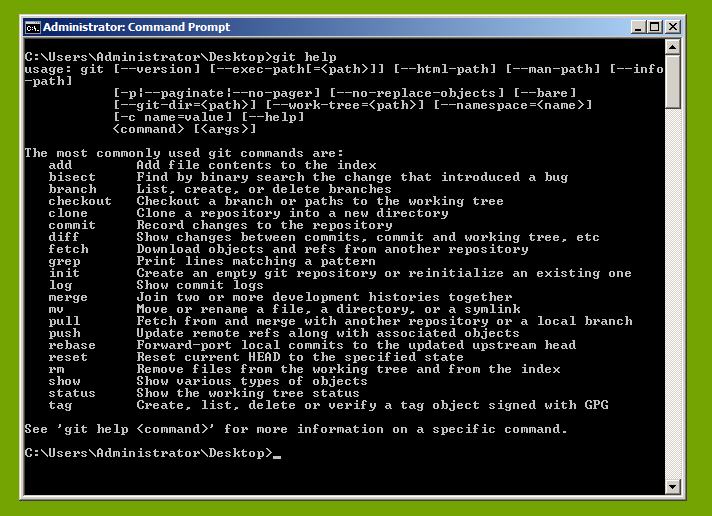 Administrator: Command Prompt
C:\Users\Administrator\Desktop>git help
usage: git [--version] [--exec-path[=<path>]] [--html-path] [--man-path] [--info
-path]
           [-p¦--paginate¦--no-pager] [--no-replace-objects] [--bare]
           [--git-dir=<path>] [--work-tree=<path>] [--namespace=<name>]
           [-c name=value] [--help]
           <command> [<args>]
The most commonly used git commands are:
   add        Add file contents to the index
   bisect     Find by binary search the change that introduced a bug
   branch     List, create, or delete branches
   checkout   Checkout a branch or paths to the working tree
   clone      Clone a repository into a new directory
   commit     Record changes to the repository
   diff       Show changes between commits, commit and working tree, etc
   fetch      Download objects and refs from another repository
   grep       Print lines matching a pattern
   init       Create an empty git repository or reinitialize an existing one
   log        Show commit logs
   merge      Join two or more development histories together
   mv         Move or rename a file, a directory, or a symlink
   pull       Fetch from and merge with another repository or a local branch
   push       Update remote refs along with associated objects
   rebase     Forward-port local commits to the updated upstream head
   reset      Reset current HEAD to the specified state
   rm         Remove files from the working tree and from the index
   show       Show various types of objects
   status     Show the working tree status
   tag        Create, list, delete or verify a tag object signed with GPG
See 'git help <command>' for more information on a specific command.
C:\Users\Administrator\Desktop>_